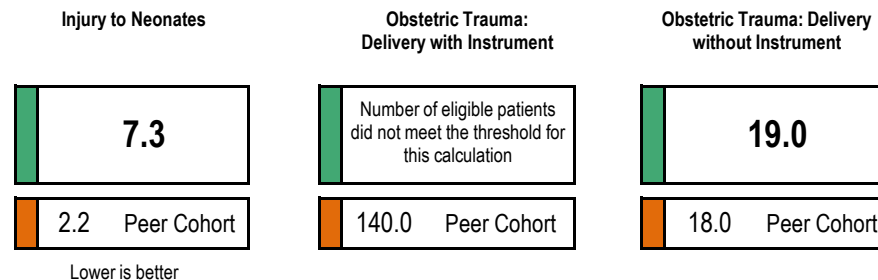 Injury to Neonates
7.3
2.2 Peer Cohort
Lower is better
Obstetric Trauma:
Delivery with Instrument
Number of eligible patients
did not meet the threshold for
this calculation
140.0 Peer Cohort
Obstetric Trauma: Delivery
without Instrument
19.0
18.0 Peer Cohort